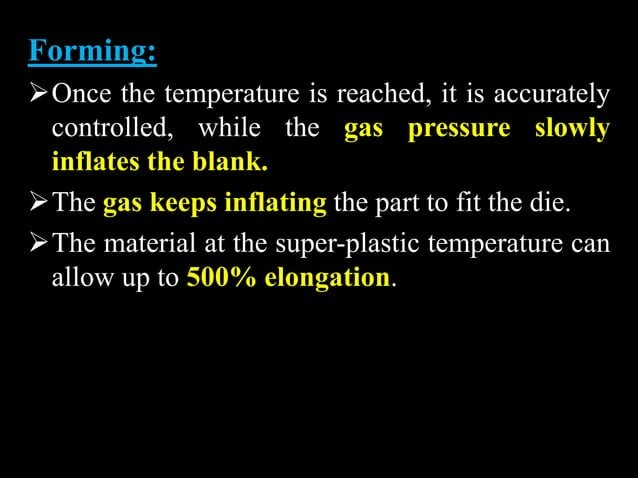 Forming:
➢Once the temperature is reached, it is accurately
controlled, while the gas pressure slowly
inflates the blank.
➢The gas keeps inflating the part to fit the die.
➢The material at the super-plastic temperature can
allow up to 500% elongation.